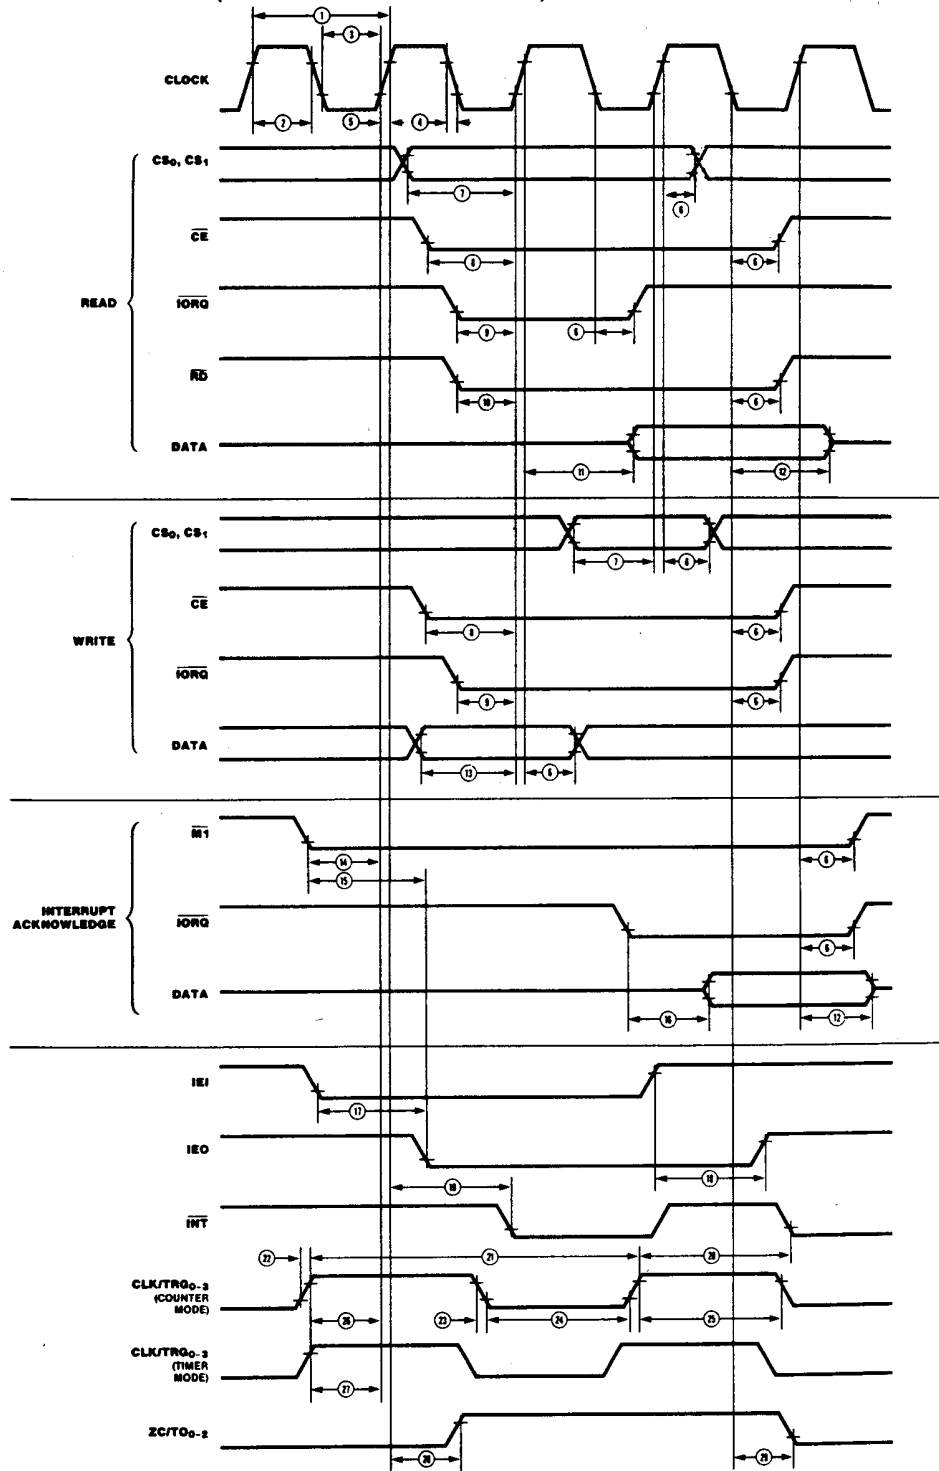 1
3
CLOCK
2
5
4
CS0, CS1
7
6
CE
8
6
READ
IORQ
9
6
RD
10
6
DATA
11
12
CS0, CS1
7
6
CE
8
6
WRITE
IORQ
9
6
DATA
13
6
M1
14
6
15
INTERRUPT
ACKNOWLEDGE
IORQ
6
DATA
16
12
IEI
17
IEO
18
INT
22
21
20
CLK/TRG0-3
(COUNTER
MODE)
26
23
24
25
CLK/TRG0-3
(TIMER
MODE)
27
ZC/TO0-2
29